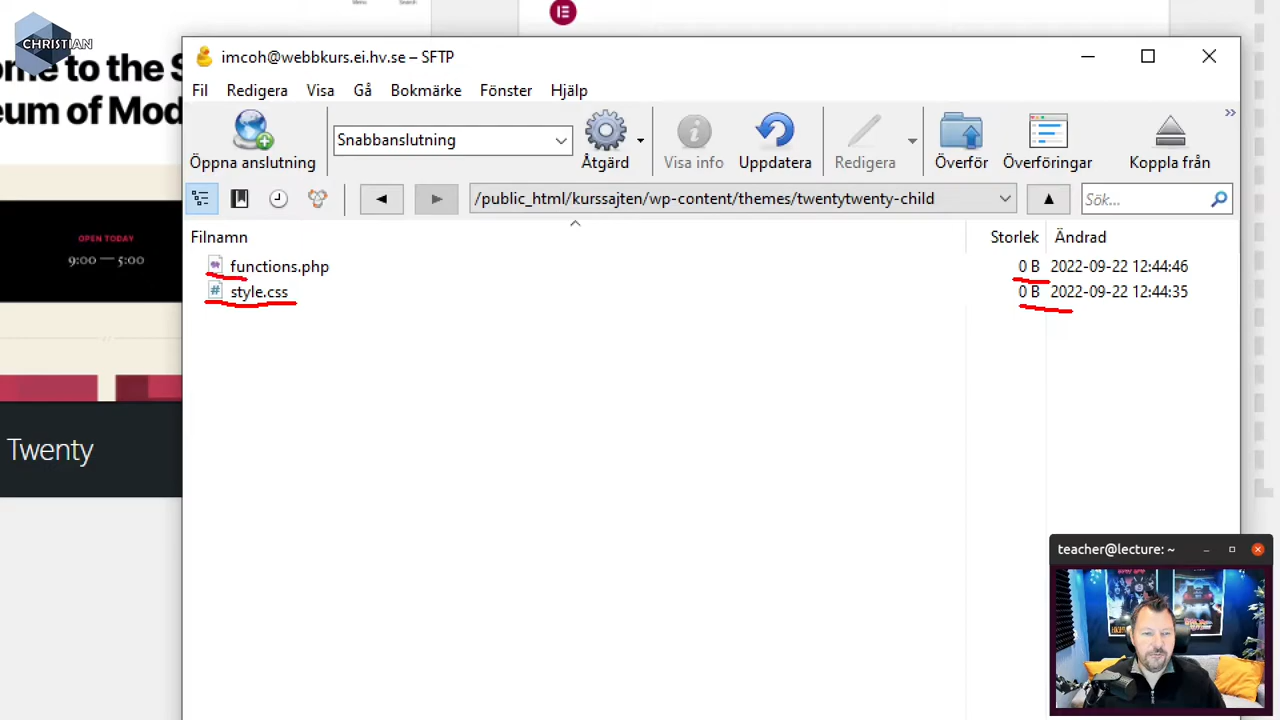 Menu Search
CHRISTIAN
ome to the S
eum of Mod
imcoh@webbkurs.ei.hv.se – SFTP
Fil Redigera Visa Gå Bokmärke Fönster Hjälp
Öppna anslutning
Snabbanslutning
Åtgärd
Visa info
Uppdatera
Redigera
Överför
Överföringar
Koppla från
/public_html/kurssajten/wp-content/themes/twentytwenty-child
Sök...
Filnamn Storlek Ändrad
functions.php 0 B 2022-09-22 12:44:46
style.css 0 B 2022-09-22 12:44:35
OPEN TODAY
9:00 — 5:00
Twenty
teacher@lecture: ~